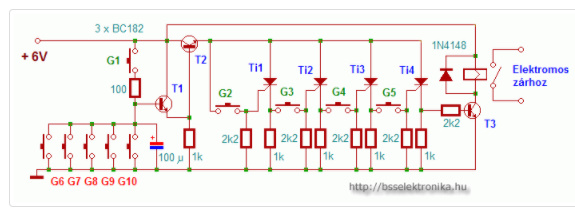 3 x BC182
+ 6V
G1
T1
T2
100
G2
Ti1
G3
Ti2
G4
Ti3
G5
Ti4
1N4148
Elektromos
zárhoz
T3
2k2
2k2
2k2
2k2
2k2
1k
1k
1k
1k
1k
+
100 µ
G6 G7 G8 G9 G10
http://bsselektronika.hu